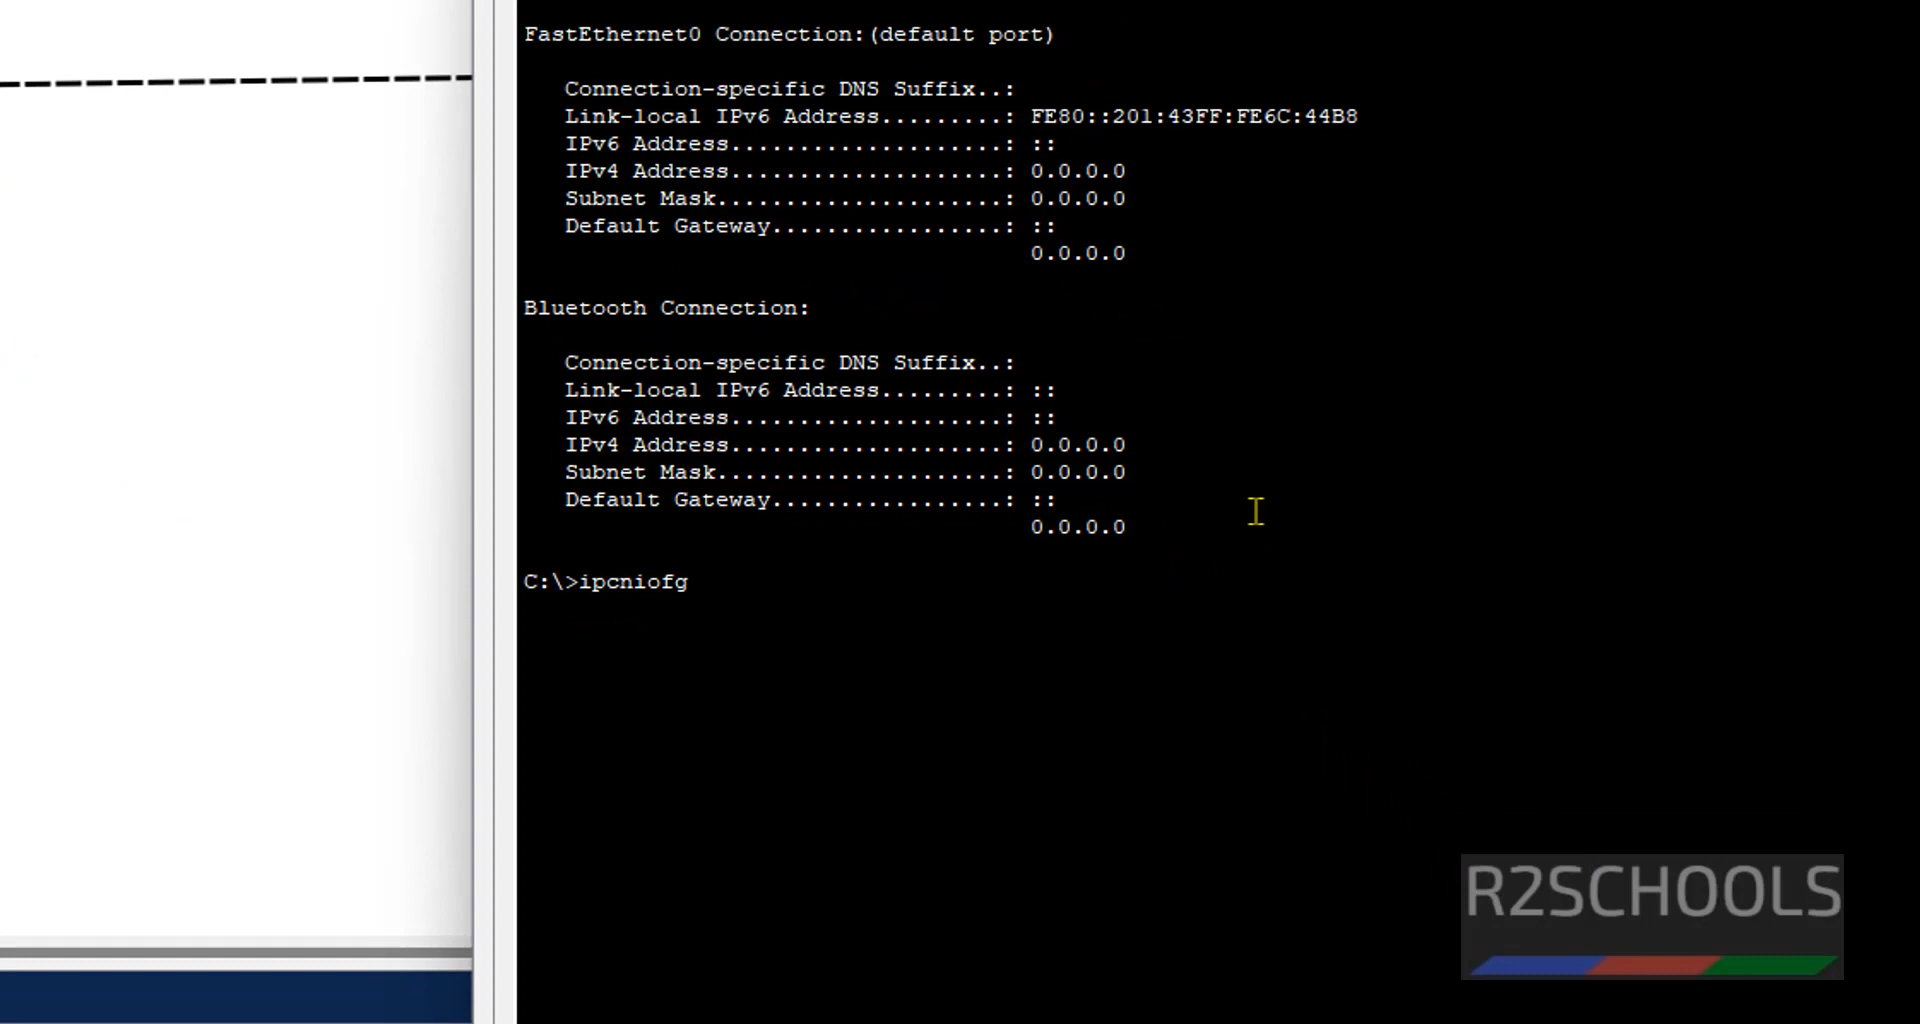 FastEthernet0 Connection:(default port)
Connection-specific DNS Suffix..:
Link-local IPv6 Address.........: FE80::201:43FF:FE6C:44B8
IPv6 Address....................: ::
IPv4 Address....................: 0.0.0.0
Subnet Mask.....................: 0.0.0.0
Default Gateway.................: ::
0.0.0.0
Bluetooth Connection:
Connection-specific DNS Suffix..:
Link-local IPv6 Address.........: ::
IPv6 Address....................: ::
IPv4 Address....................: 0.0.0.0
Subnet Mask.....................: 0.0.0.0
Default Gateway.................: ::
0.0.0.0
C:\>ipcniofg
R2SCHOOLS